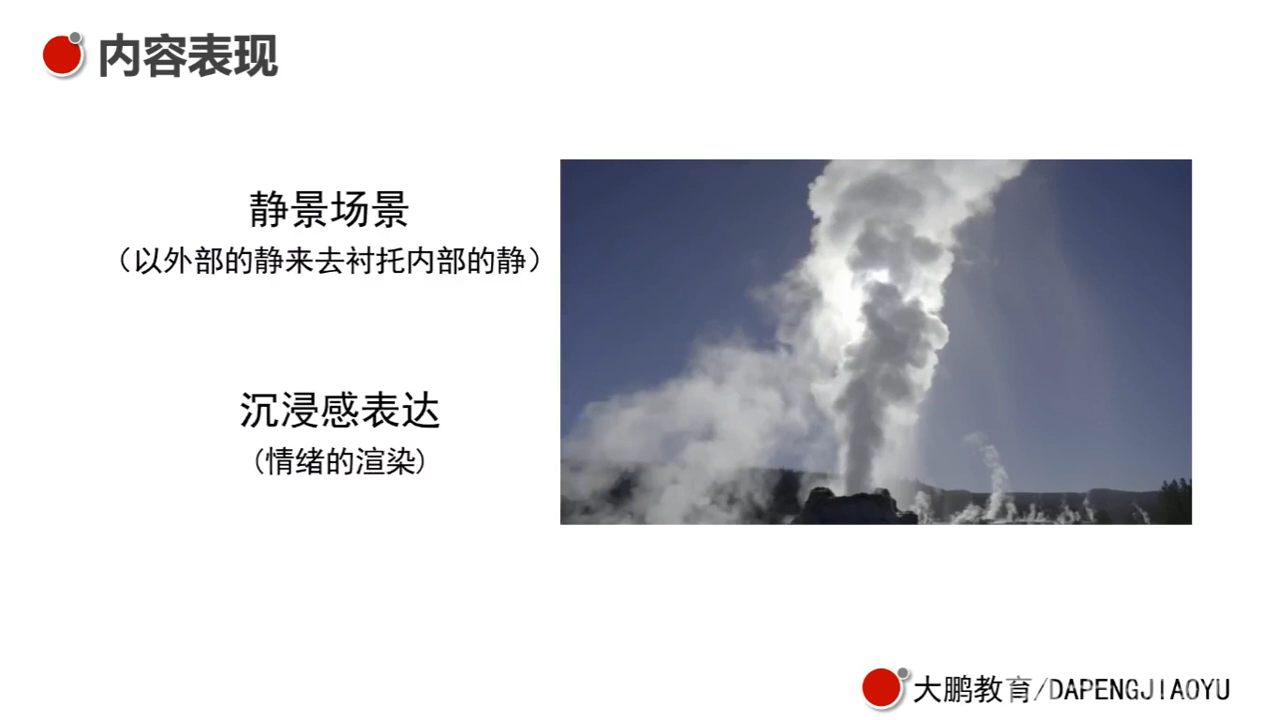 内容表现
静景场景
（以外部的静来去衬托内部的静）
沉浸感表达
(情绪的渲染)
大鹏教育/DAPENGJIAOYU